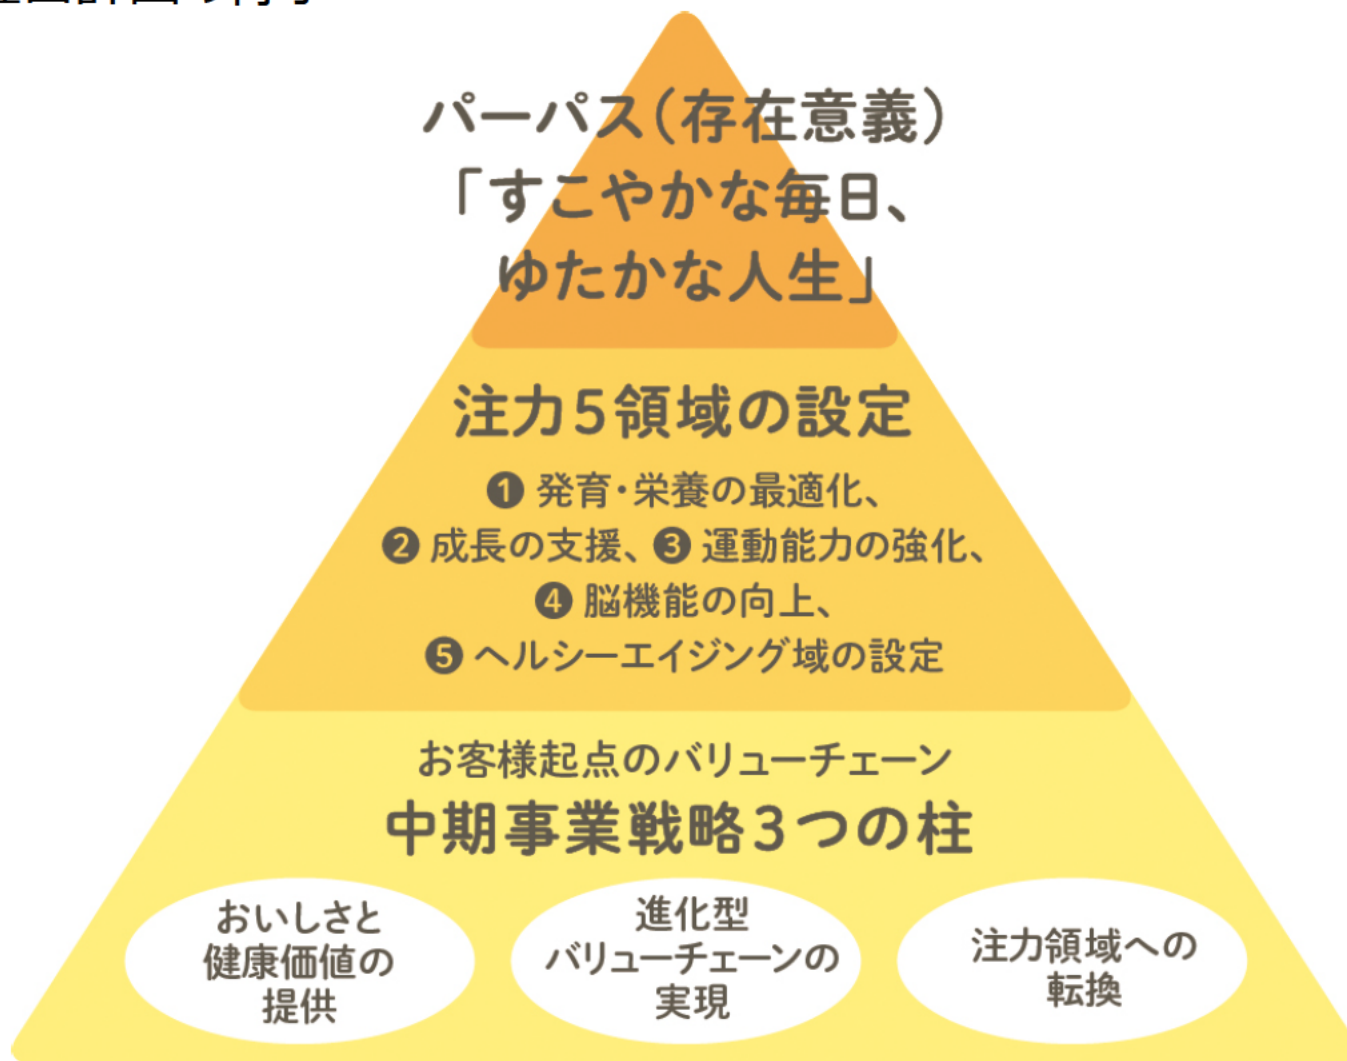 パーパス(存在意義)
「すこやかな毎日、
ゆたかな人生」
注力5領域の設定
❶ 発育・栄養の最適化、
❷ 成長の支援、❸ 運動能力の強化、
❹ 脳機能の向上、
❺ ヘルシーエイジング域の設定
お客様起点のバリューチェーン
中期事業戦略3つの柱
おいしさと
健康価値の
提供
進化型
バリューチェーンの
実現
注力領域への
転換